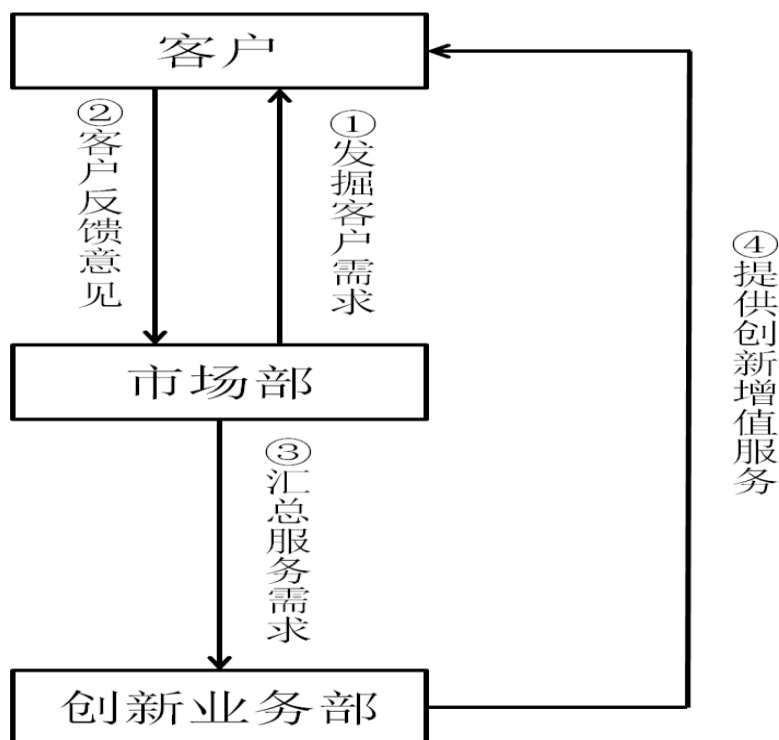 客户
②客户反馈意见
①发掘客户需求
④提供创新增值服务
市场部
③汇总服务需求
创新业务部